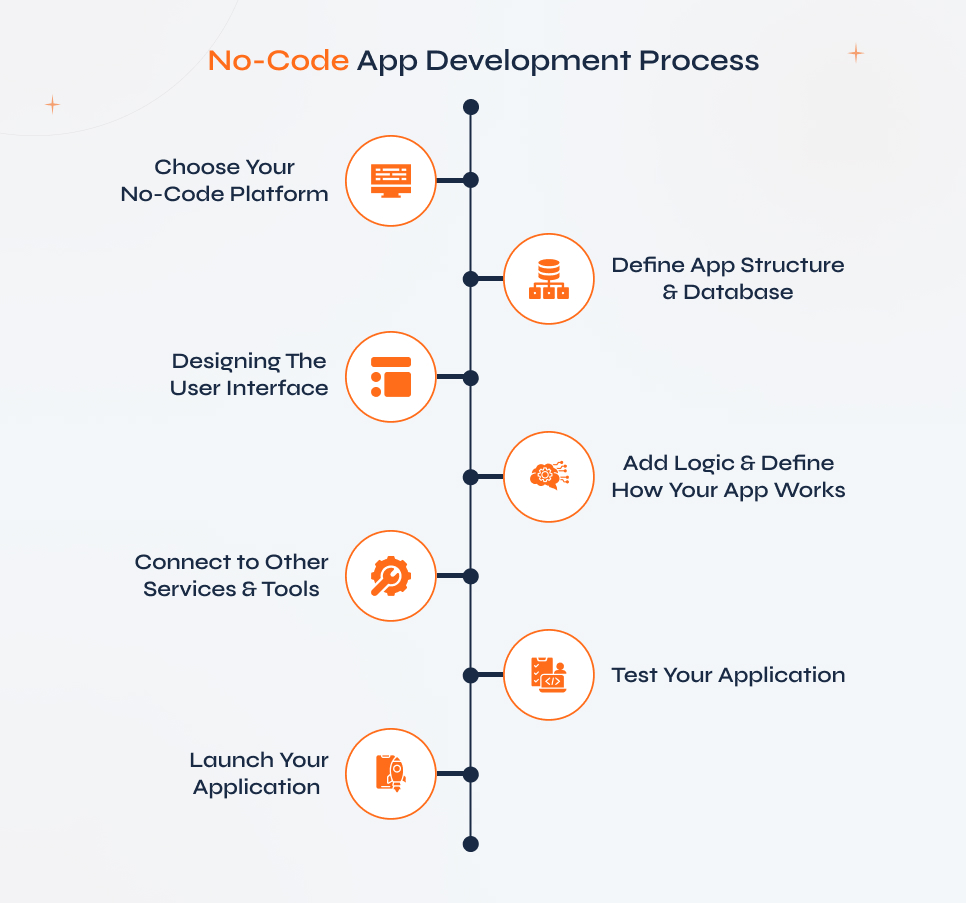 No-Code App Development Process
Choose Your
No-Code Platform
Define App Structure
& Database
Designing The
User Interface
Add Logic & Define
How Your App Works
Connect to Other
Services & Tools
Test Your Application
Launch Your
Application